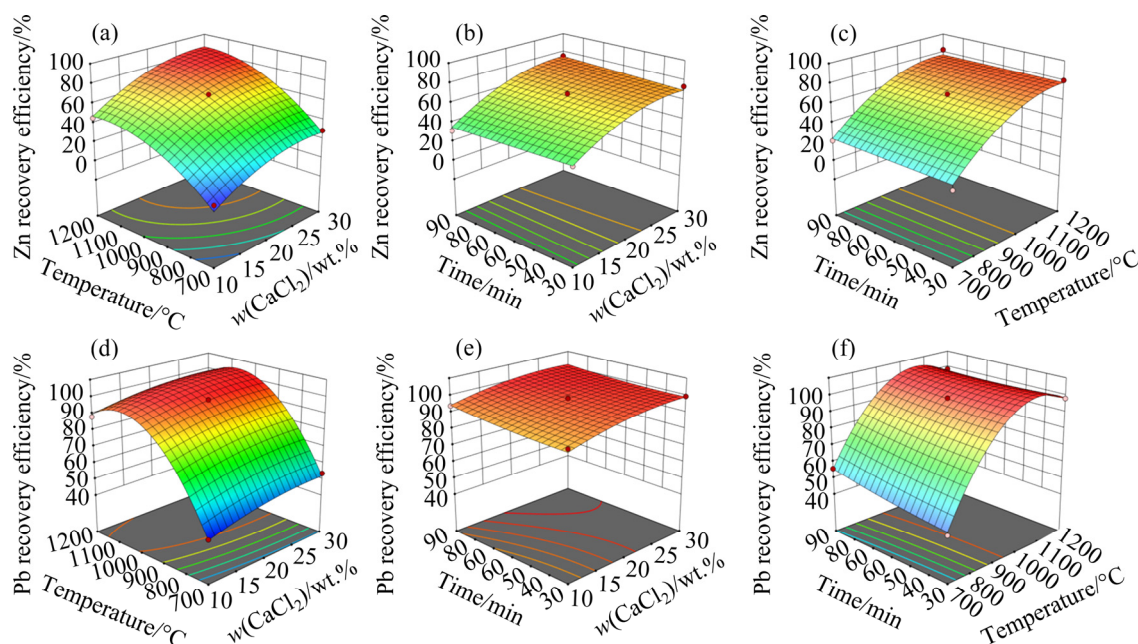 (a)
Zn recovery efficiency/%
100
80
60
40
20
0
1200 1100 1000 900 800 700
Temperature/°C
10 15 20 25 30
w(CaCl₂)/wt.%
(b)
Zn recovery efficiency/%
100
80
60
40
20
0
90 80 60 60 50 40 30
Time/min
10 15 20 25 30
w(CaCl₂)/wt.%
(c)
Zn recovery efficiency/%
100
80
60
40
20
0
90 80 60 60 50 40 30
Time/min
700 800 900 1000 1100 1200
Temperature/°C
(d)
Pb recovery efficiency/%
100
90
80
70
60
50
40
1200 1100 1000 900 800 700
Temperature/°C
10 15 20 25 30
w(CaCl₂)/wt.%
(e)
Pb recovery efficiency/%
100
90
80
70
60
50
40
90 80 60 60 50 40 30
Time/min
10 15 20 25 30
w(CaCl₂)/wt.%
(f)
Pb recovery efficiency/%
100
90
80
70
60
50
40
90 80 60 60 50 40 30
Time/min
700 800 900 1000 1100 1200
Temperature/°C